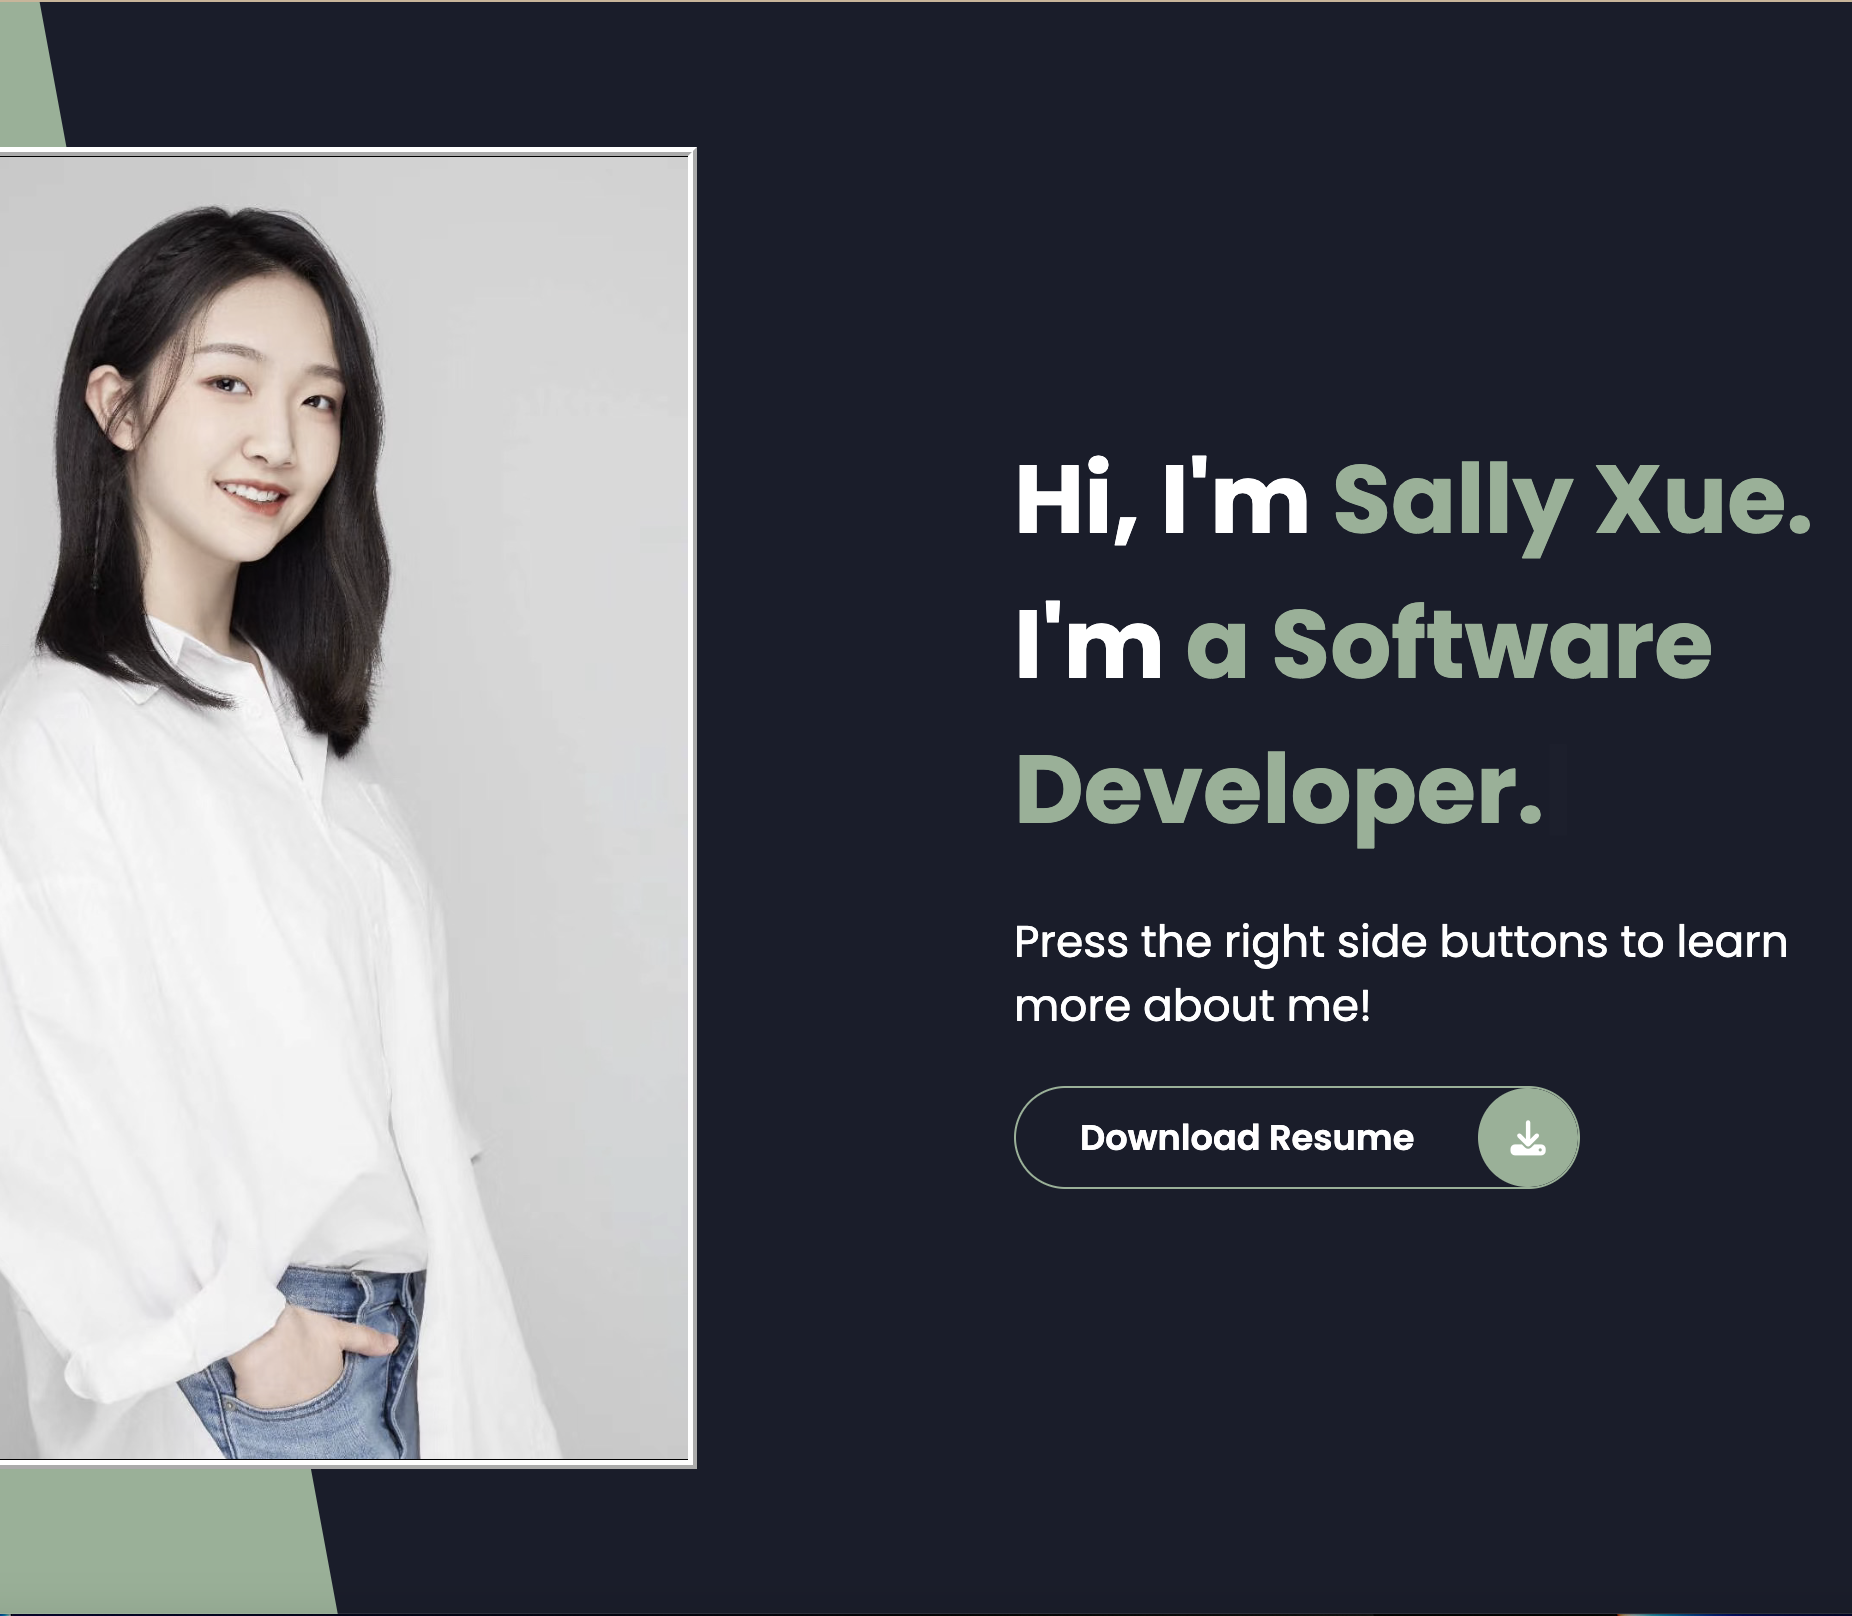 Hi, I'm Sally Xue.
I'm a Software
Developer.
Press the right side buttons to learn
more about me!
Download Resume